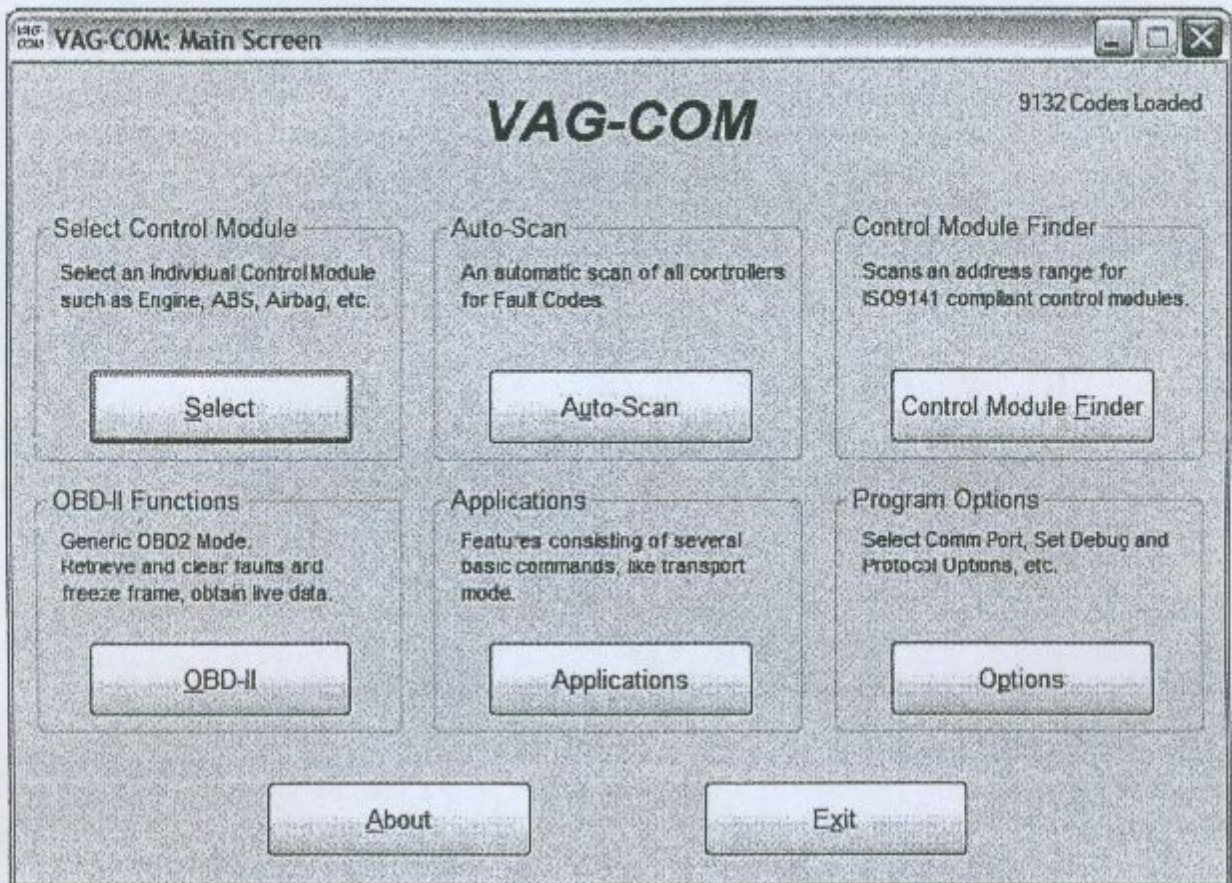 VAG COM VAG-COM: Main Screen
VAG-COM
9132 Codes Loaded
Select Control Module
Select an Individual Control Module
such as Engine, ABS, Airbag, etc.
Select
Auto-Scan
An automatic scan of all controllers
for Fault Codes
Auto-Scan
Control Module Finder
Scans an address range for
ISO9141 compliant control modules.
Control Module Finder
OBD-II Functions
Generic OBD2 Mode.
Retrieve and clear faults and
freeze frame, obtain live data.
OBD-II
Applications
Features consisting of several
basic commands, like transport
mode.
Applications
Program Options
Select Comm Port, Set Debug and
Protocol Options, etc.
Options
About
Exit